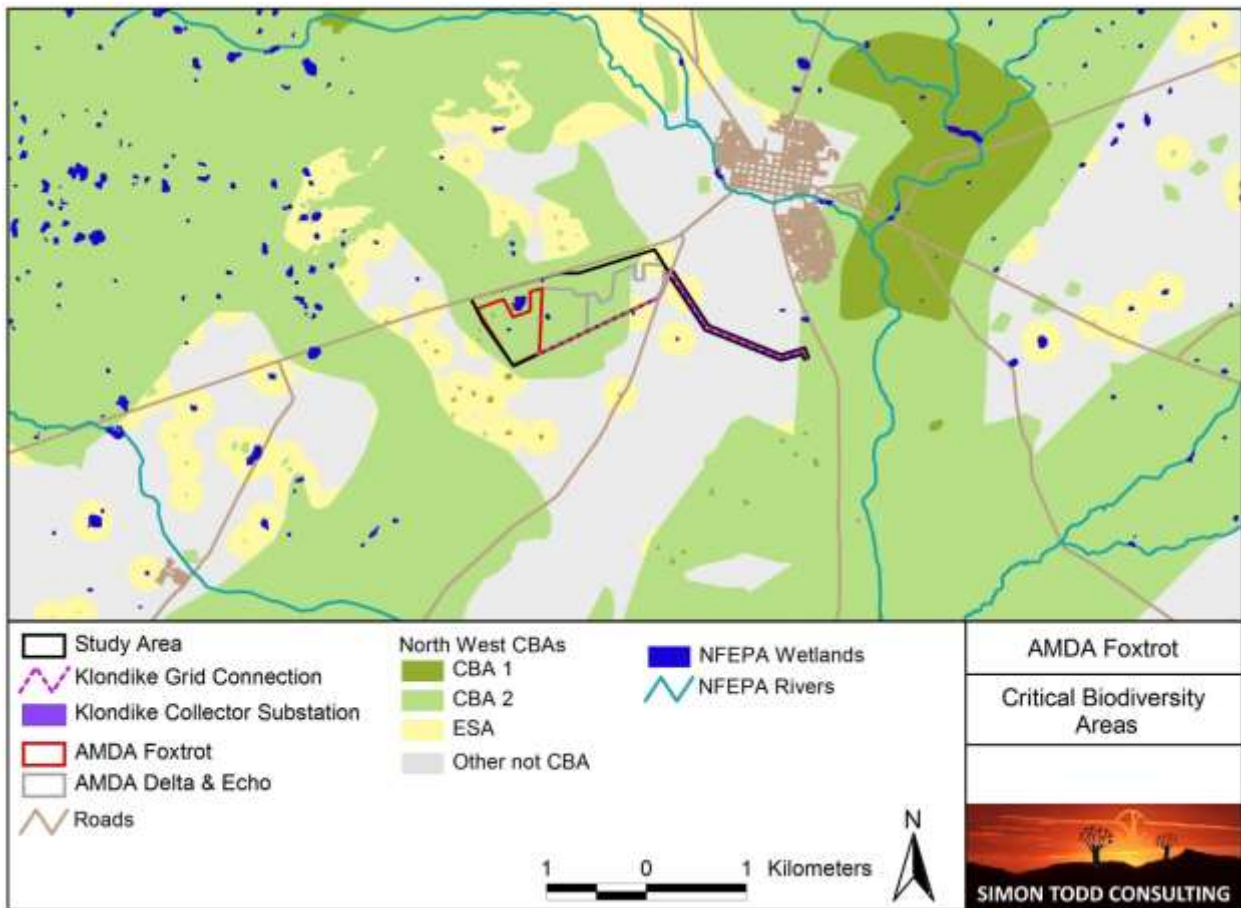 Study Area
Klondike Grid Connection
Klondike Collector Substation
AMDA Foxtrot
AMDA Delta & Echo
Roads
North West CBAs
CBA 1
CBA 2
ESA
Other not CBA
NFEPA Wetlands
NFEPA Rivers
1 0 1 Kilometers
N
AMDA Foxtrot
Critical Biodiversity
Areas
SIMON TODD CONSULTING